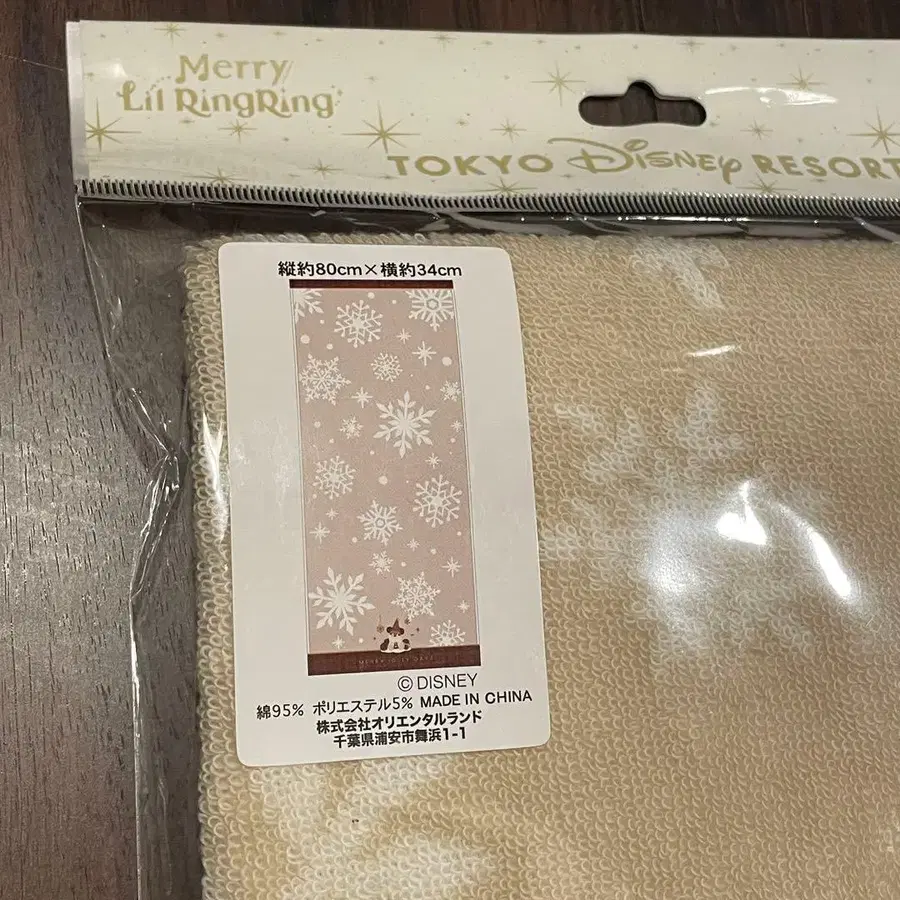 Merry
Lil RingRing
TOKYO DISNEY RESORT
縦約80cm×横約34cm
© DISNEY
綿95% ポリエステル5% MADE IN CHINA
株式会社オリエンタルランド
千葉県浦安市舞浜1-1